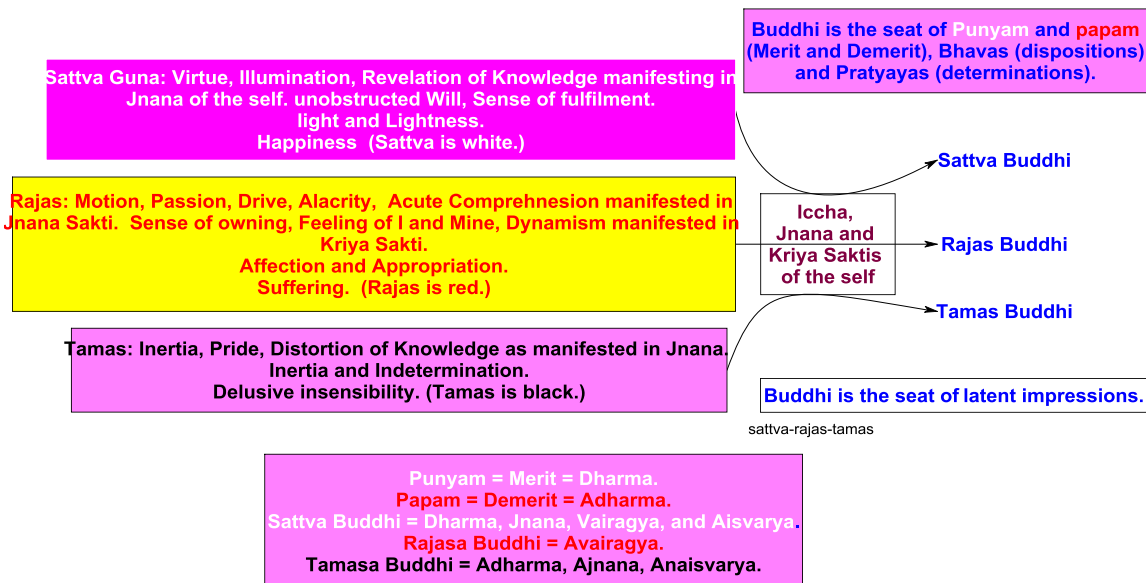 Buddhi is the seat of Punyam and papam
(Merit and Demerit), Bhavas (dispositions)
and Pratyayas (determinations).
Sattva Guna: Virtue, Illumination, Revelation of Knowledge manifesting in
Jnana of the self. unobstructed Will, Sense of fulfilment.
light and Lightness.
Happiness (Sattva is white.)
Sattva Buddhi
Rajas: Motion, Passion, Drive, Alacrity, Acute Comprehnesion manifested in
Jnana Sakti. Sense of owning, Feeling of I and Mine, Dynamism manifested in
Kriya Sakti.
Affection and Appropriation.
Suffering. (Rajas is red.)
Iccha,
Jnana and
Kriya Saktis
of the self
Rajas Buddhi
Tamas Buddhi
Tamas: Inertia, Pride, Distortion of Knowledge as manifested in Jnana.
Inertia and Indetermination.
Delusive insensibility. (Tamas is black.)
Buddhi is the seat of latent impressions.
sattva-rajas-tamas
Punyam = Merit = Dharma.
Papam = Demerit = Adharma.
Sattva Buddhi = Dharma, Jnana, Vairagya, and Aisvarya.
Rajasa Buddhi = Avairagya.
Tamasa Buddhi = Adharma, Ajnana, Anaisvarya.